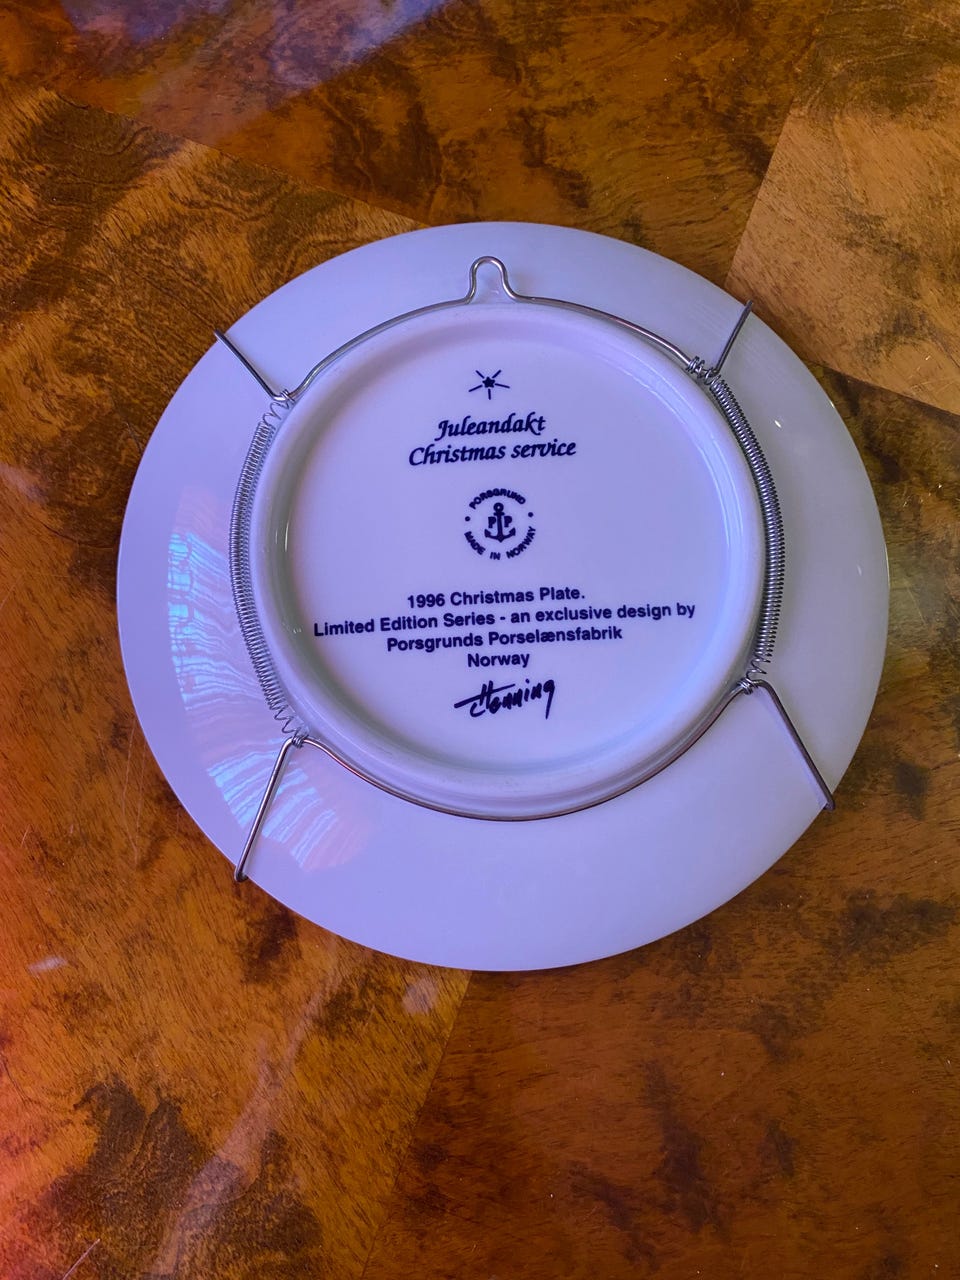 Juleandakt
Christmas service
PORSGRUND
P P
MADE IN NORWAY
1996 Christmas Plate.
Limited Edition Series - an exclusive design by
Porsgrunds Porselænsfabrik
Norway
Henning